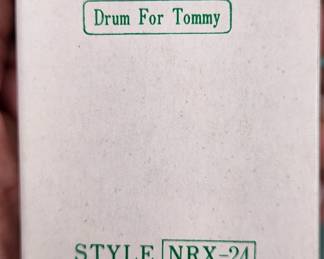 Drum For Tommy
STYLE NRX-24